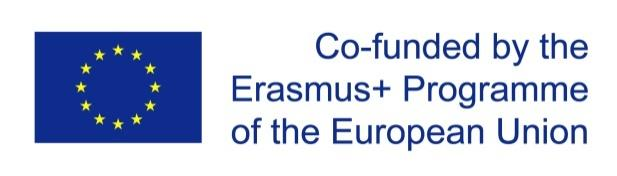 Co-funded by the
Erasmus+ Programme
of the European Union